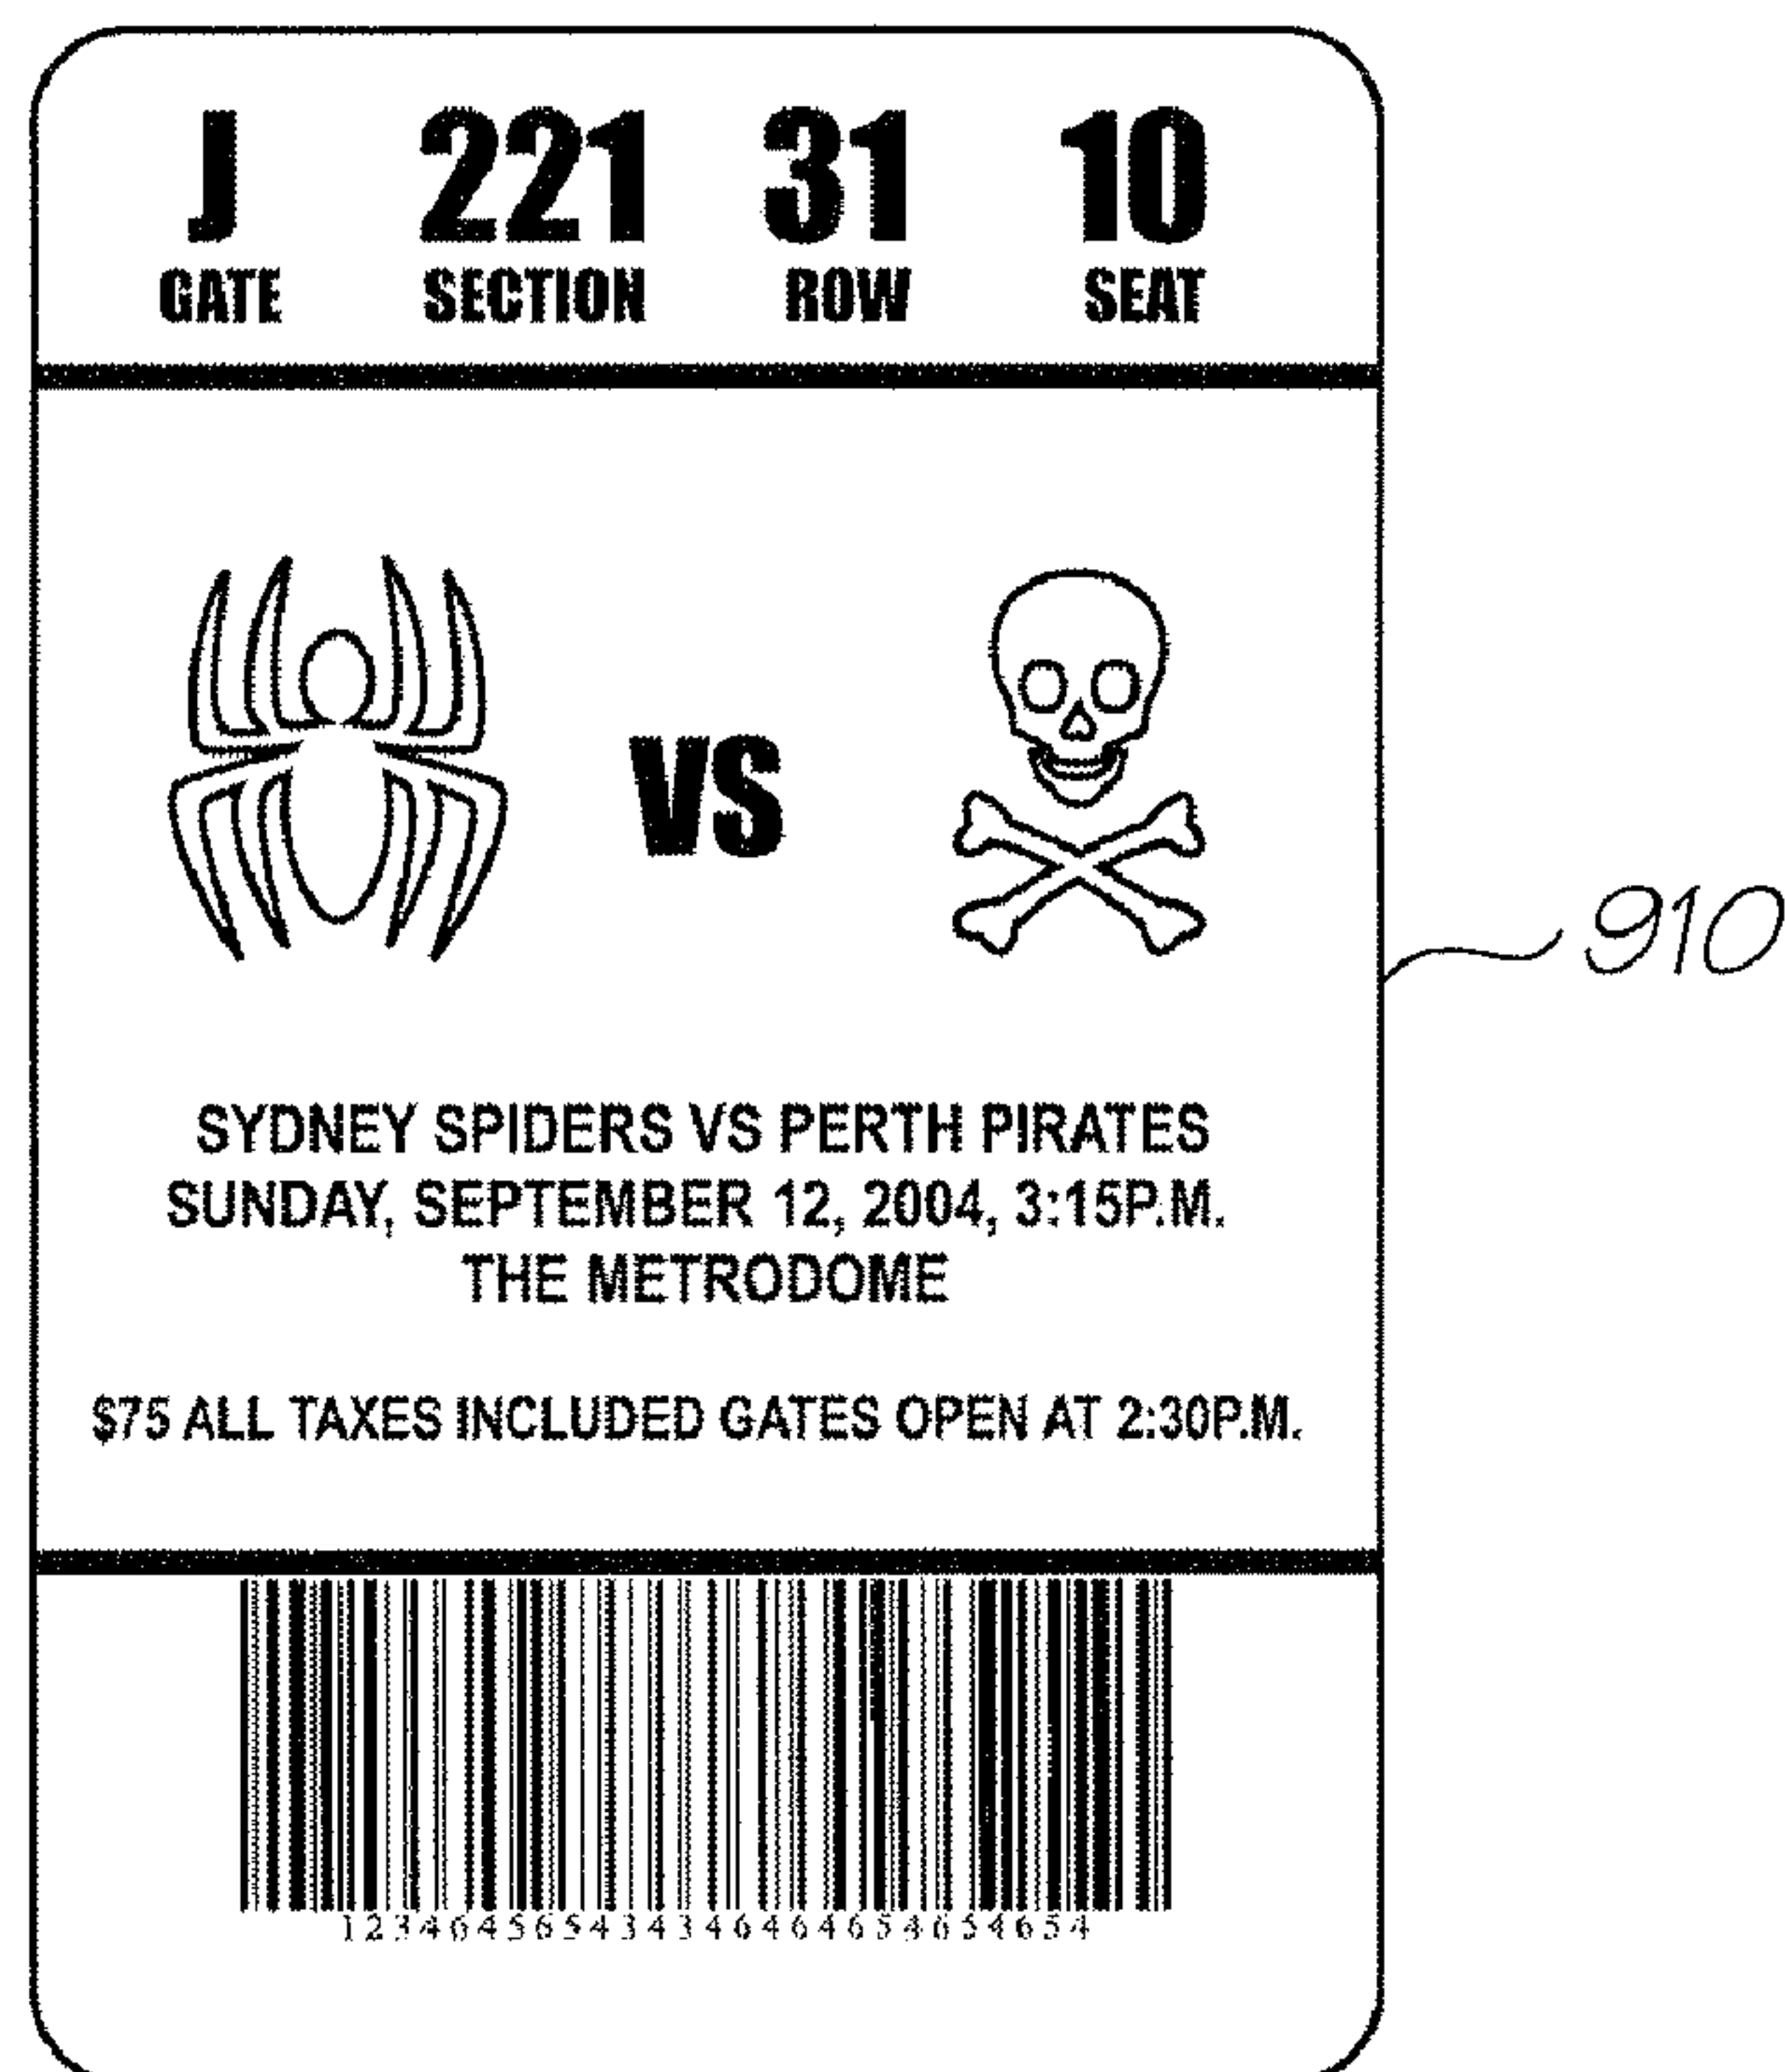 J 221 31 10
GATE SECTION ROW SEAT
VS
910
SYDNEY SPIDERS VS PERTH PIRATES
SUNDAY, SEPTEMBER 12, 2004, 3:15P.M.
THE METRODOME
$75 ALL TAXES INCLUDED GATES OPEN AT 2:30P.M.
123464565434346464654654654